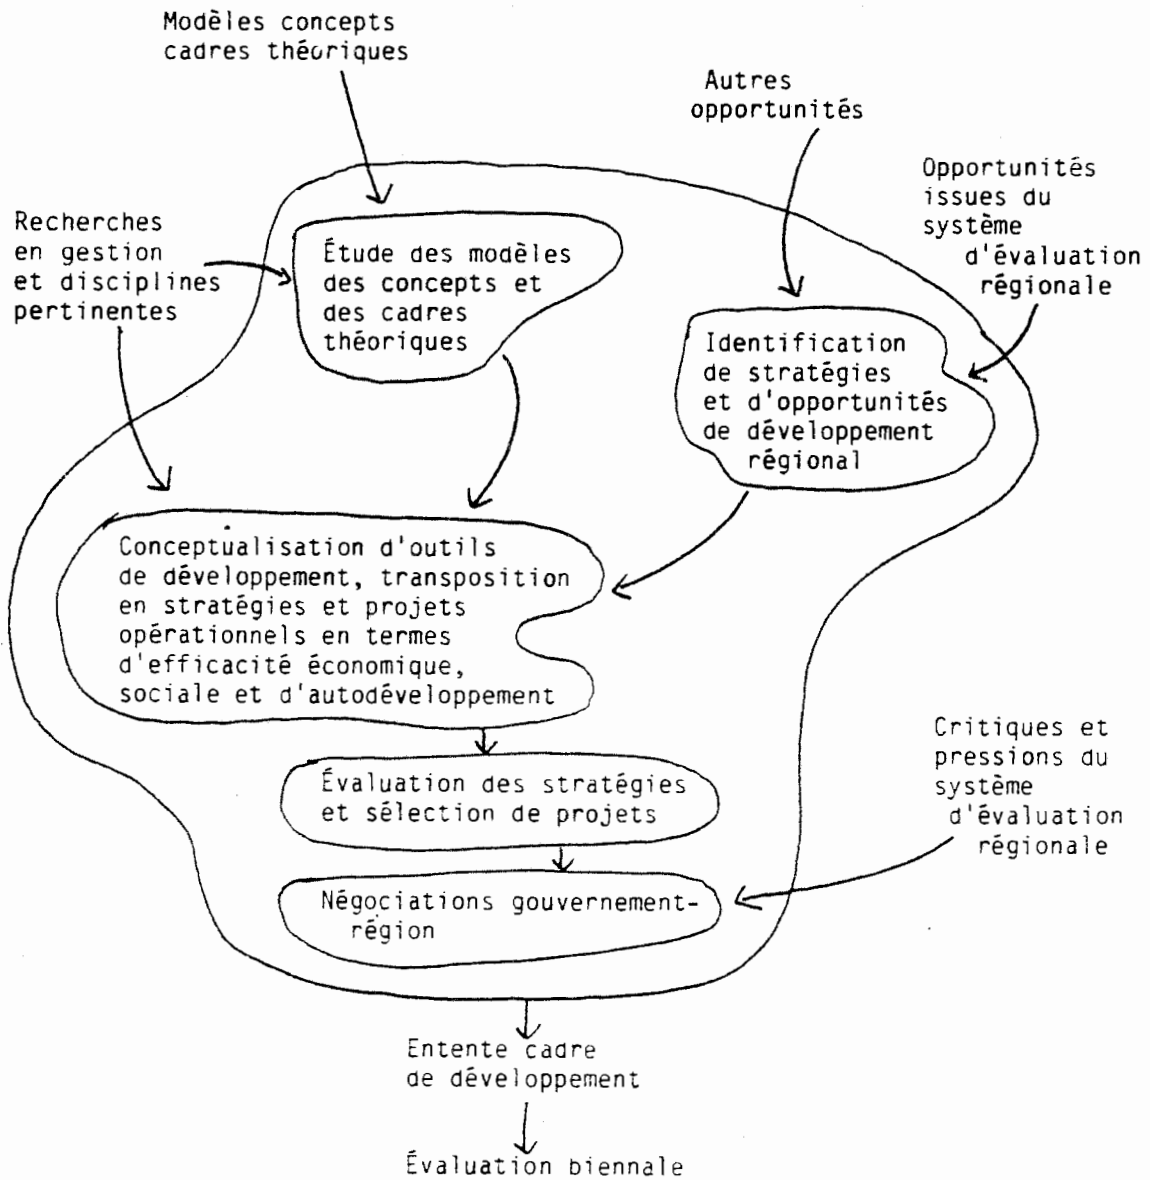 Modèles concepts
cadres théoriques
Autres
opportunités
Opportunités
issues du
système
d'évaluation
régionale
Recherches
en gestion
et disciplines
pertinentes
Étude des modèles
des concepts et
des cadres
théoriques
Identification
de stratégies
et d'opportunités
de développement
régional
Conceptualisation d'outils
de développement, transposition
en stratégies et projets
opérationnels en termes
d'efficacité économique,
sociale et d'autodéveloppement
Critiques et
pressions du
système
d'évaluation
régionale
Évaluation des stratégies
et sélection de projets
Négociations gouvernement-
région
Entente cadre
de développement
Évaluation biennale